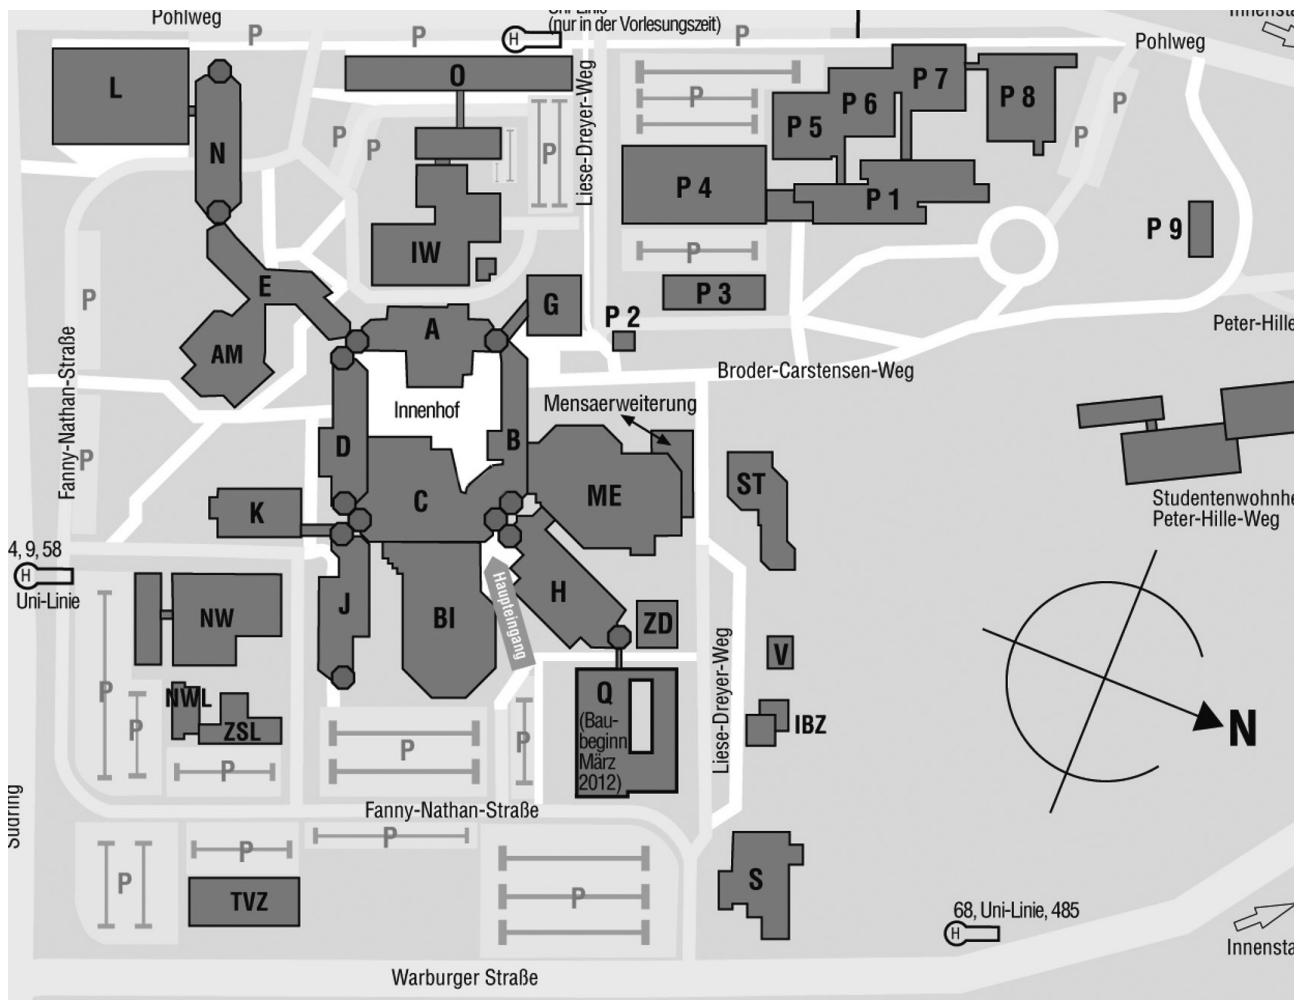 Pohlweg
Uni-Linie
(nur in der Vorlesungszeit)
P
P
P
H
Pohlweg
L
O
N
P
P
P
Liese-Dreyer-Weg
P
P 5
P 6
P 7
P 8
P
P
P 4
P 1
P 9
IW
P
P 3
E
G
A
P 2
P
AM
Peter-Hille
Fanny-Nathan-Straße
Broder-Carstensen-Weg
Innenhof
Mensaerweiterung
D
B
P
ST
K
C
ME
Studentenwohnhe
Peter-Hille-Weg
4, 9, 58
H
Uni-Linie
NW
J
BI
Haupteingang
H
ZD
Liese-Dreyer-Weg
V
P
NWL
ZSL
P
P
P
P
Q
(Bau-
beginn
März
2012)
IBZ
N
Fanny-Nathan-Straße
Südring
P
P
P
P
TVZ
S
68, Uni-Linie, 485
H
Innensta
Warburger Straße